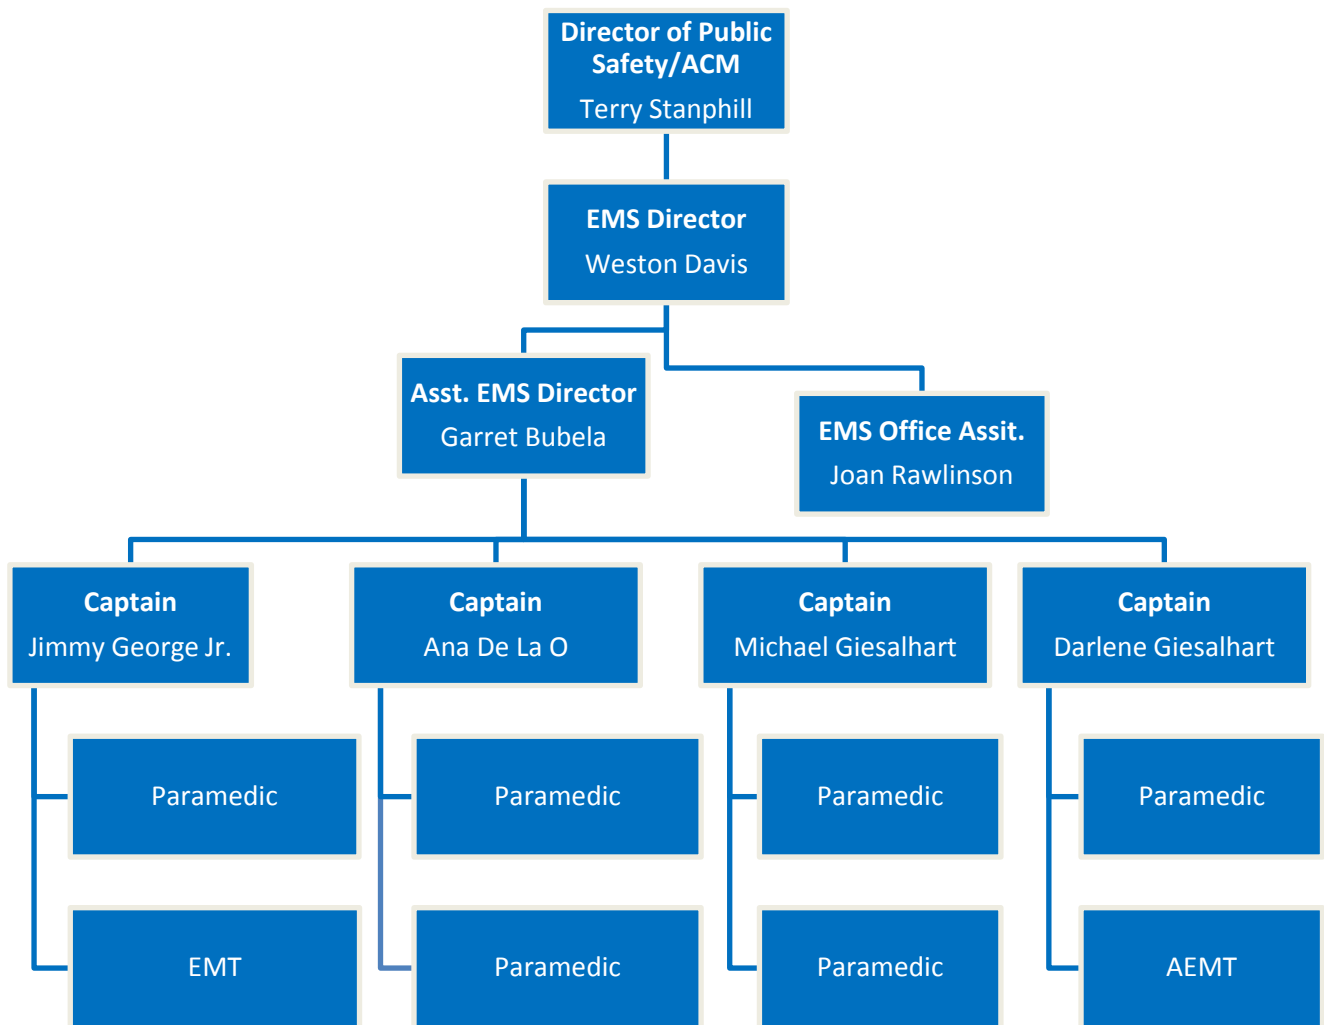 Director of Public
Safety/ACM
Terry Stanphill
EMS Director
Weston Davis
Asst. EMS Director
Garret Bubela
EMS Office Assit.
Joan Rawlinson
Captain
Jimmy George Jr.
Captain
Ana De La O
Captain
Michael Giesalhart
Captain
Darlene Giesalhart
Paramedic
Paramedic
Paramedic
Paramedic
EMT
Paramedic
Paramedic
AEMT